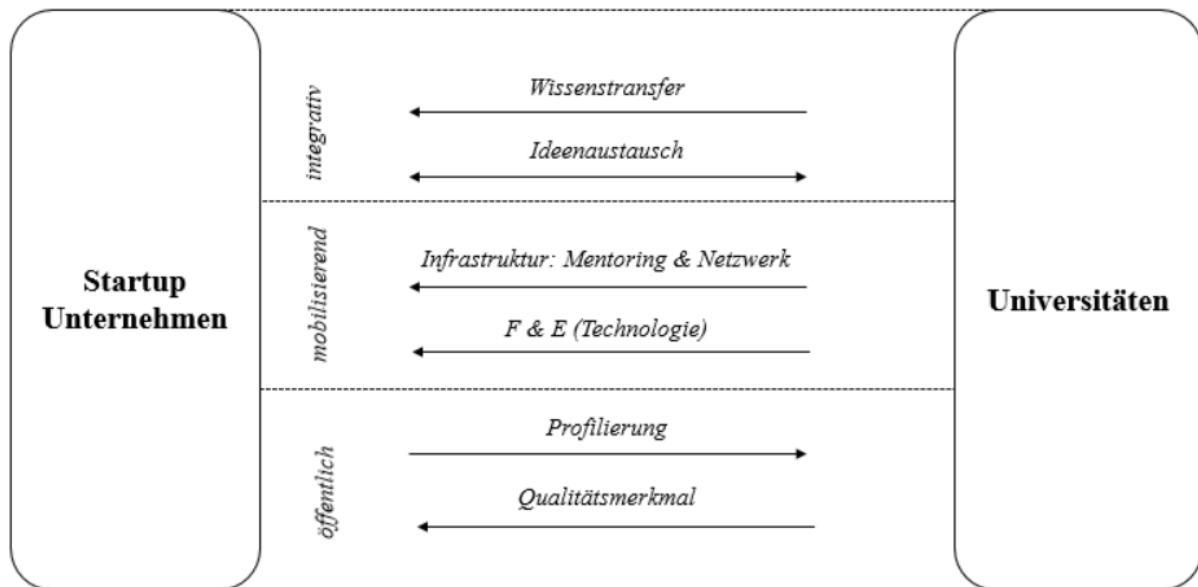 integrativ
Wissenstransfer
Ideenaustausch
Startup
Unternehmen
mobilisierend
Infrastruktur: Mentoring & Netzwerk
F & E (Technologie)
Universitäten
öffentlich
Profilierung
Qualitätsmerkmal